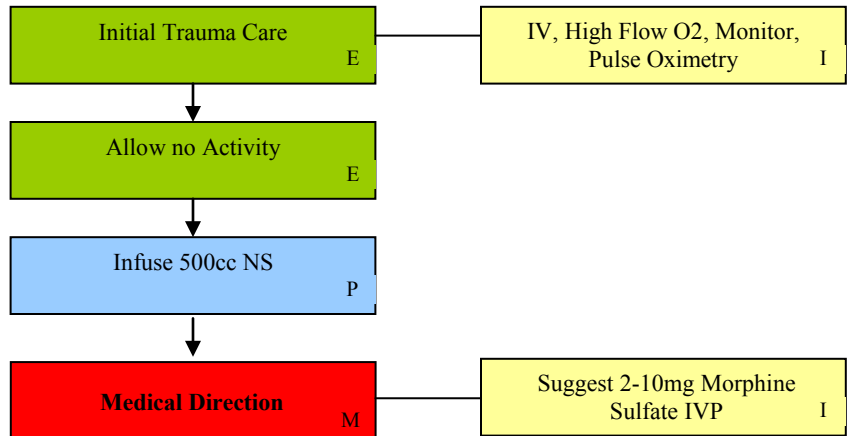 Initial Trauma Care
E
IV, High Flow O2, Monitor,
Pulse Oximetry
I
Allow no Activity
E
Infuse 500cc NS
P
Medical Direction
M
Suggest 2-10mg Morphine
Sulfate IVP
I